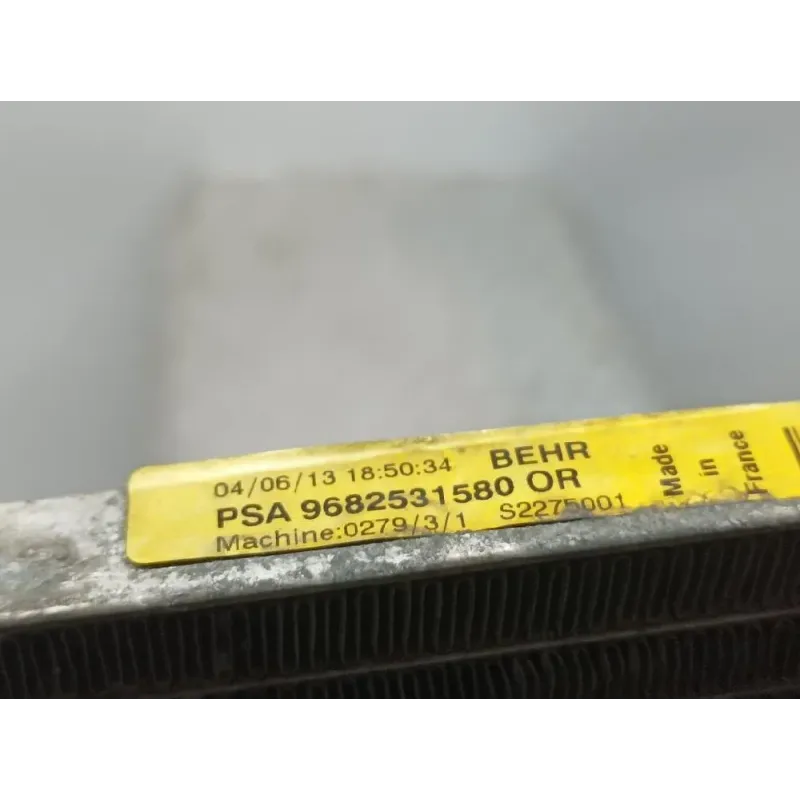 04/06/13 18:50:34 BEHR
PSA 9682531580 OR
Machine:0279/3/1 S2275001
Made
in
France